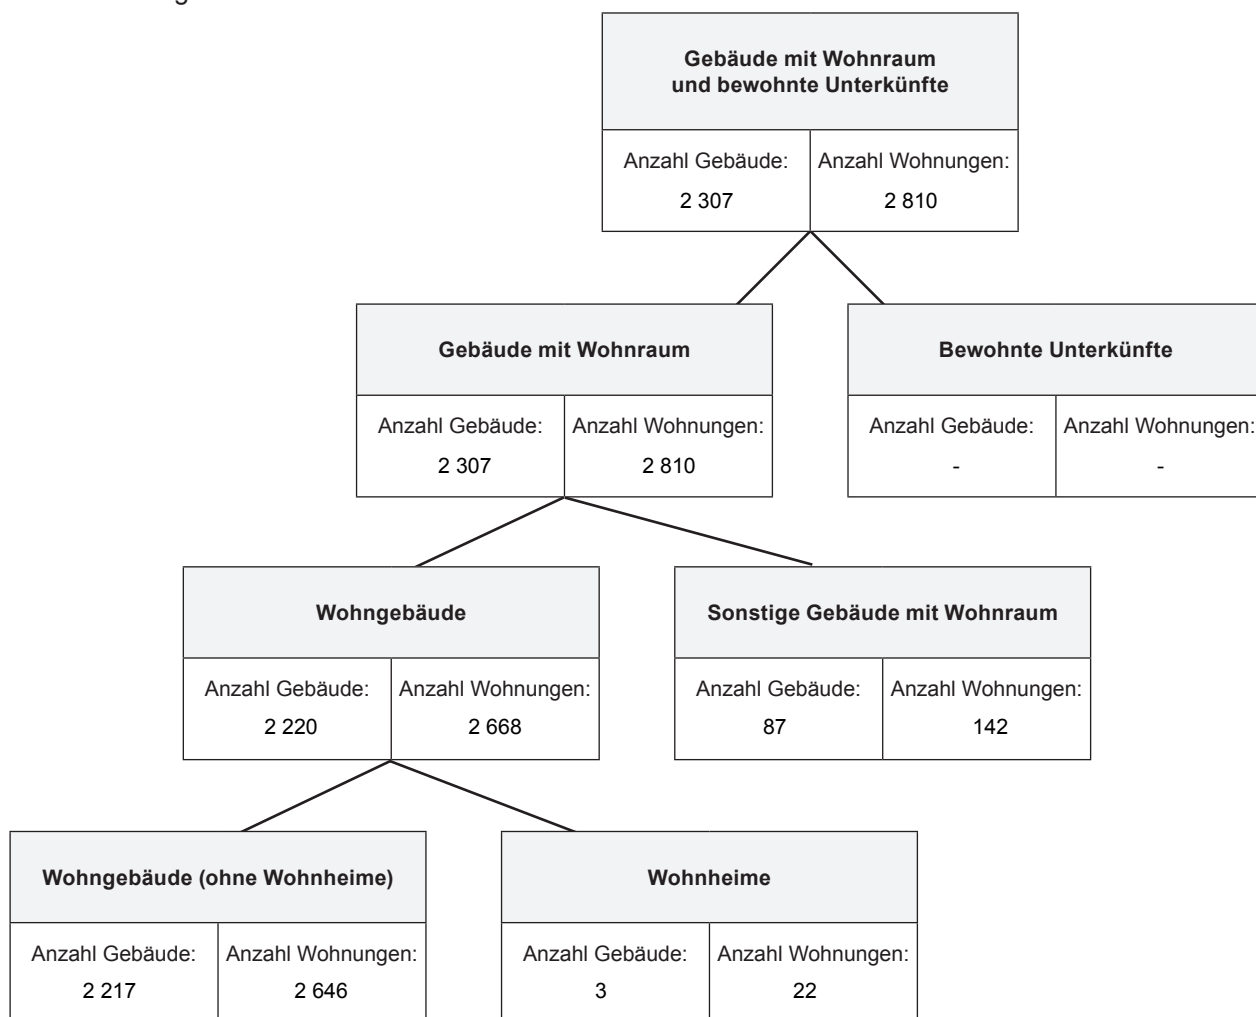 Gebäude mit Wohnraum
und bewohnte Unterkünfte
Anzahl Gebäude: Anzahl Wohnungen:
2 307 2 810
Gebäude mit Wohnraum
Anzahl Gebäude: Anzahl Wohnungen:
2 307 2 810
Bewohnte Unterkünfte
Anzahl Gebäude: Anzahl Wohnungen:
- -
Wohngebäude
Anzahl Gebäude: Anzahl Wohnungen:
2 220 2 668
Sonstige Gebäude mit Wohnraum
Anzahl Gebäude: Anzahl Wohnungen:
87 142
Wohngebäude (ohne Wohnheime)
Anzahl Gebäude: Anzahl Wohnungen:
2 217 2 646
Wohnheime
Anzahl Gebäude: Anzahl Wohnungen:
3 22